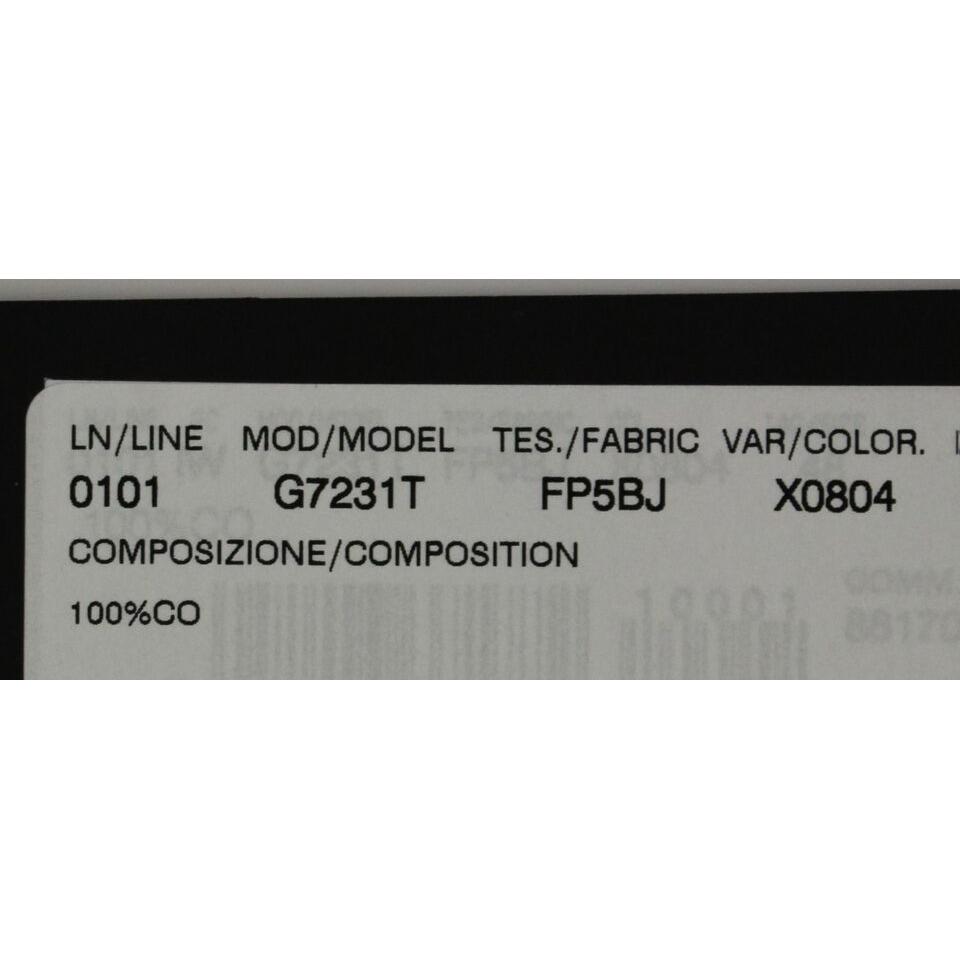 LN/LINE MOD/MODEL TES./FABRIC VAR/COLOR.
0101 G7231T FP5BJ X0804
COMPOSIZIONE/COMPOSITION
100%CO